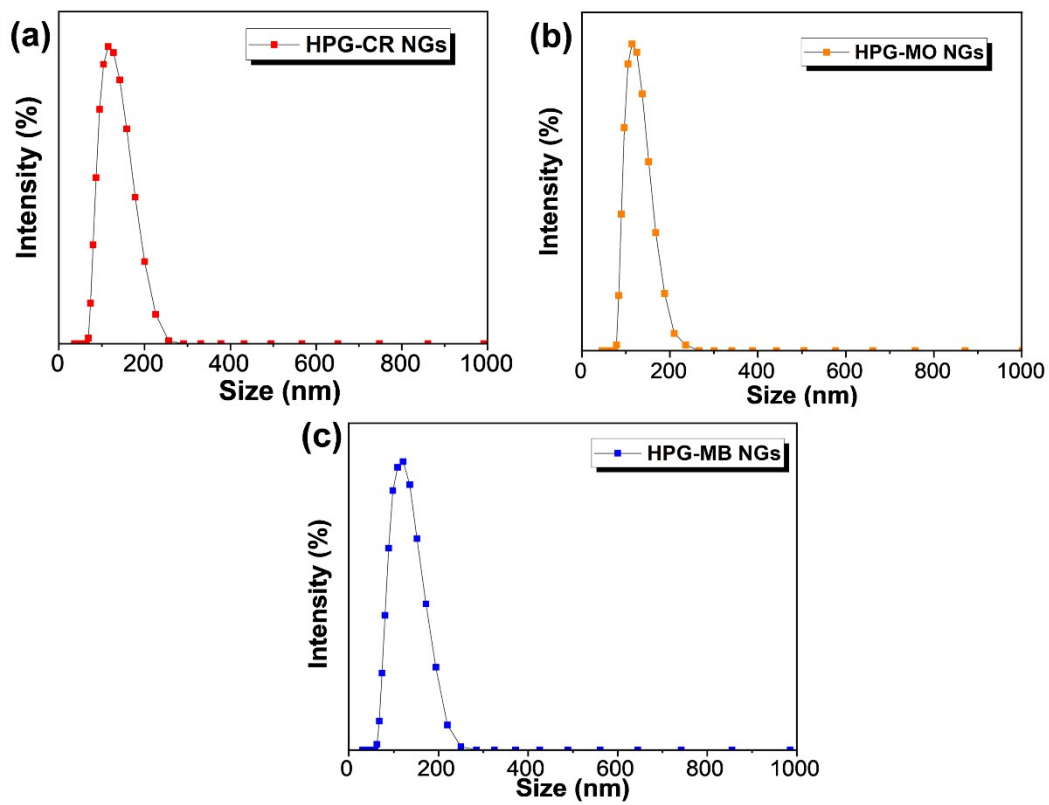 (a)
HPG-CR NGs
Intensity (%)
0 200 400 600 800 1000
Size (nm)
(b)
HPG-MO NGs
Intensity (%)
0 200 400 600 800 1000
Size (nm)
(c)
HPG-MB NGs
Intensity (%)
0 200 400 600 800 1000
Size (nm)